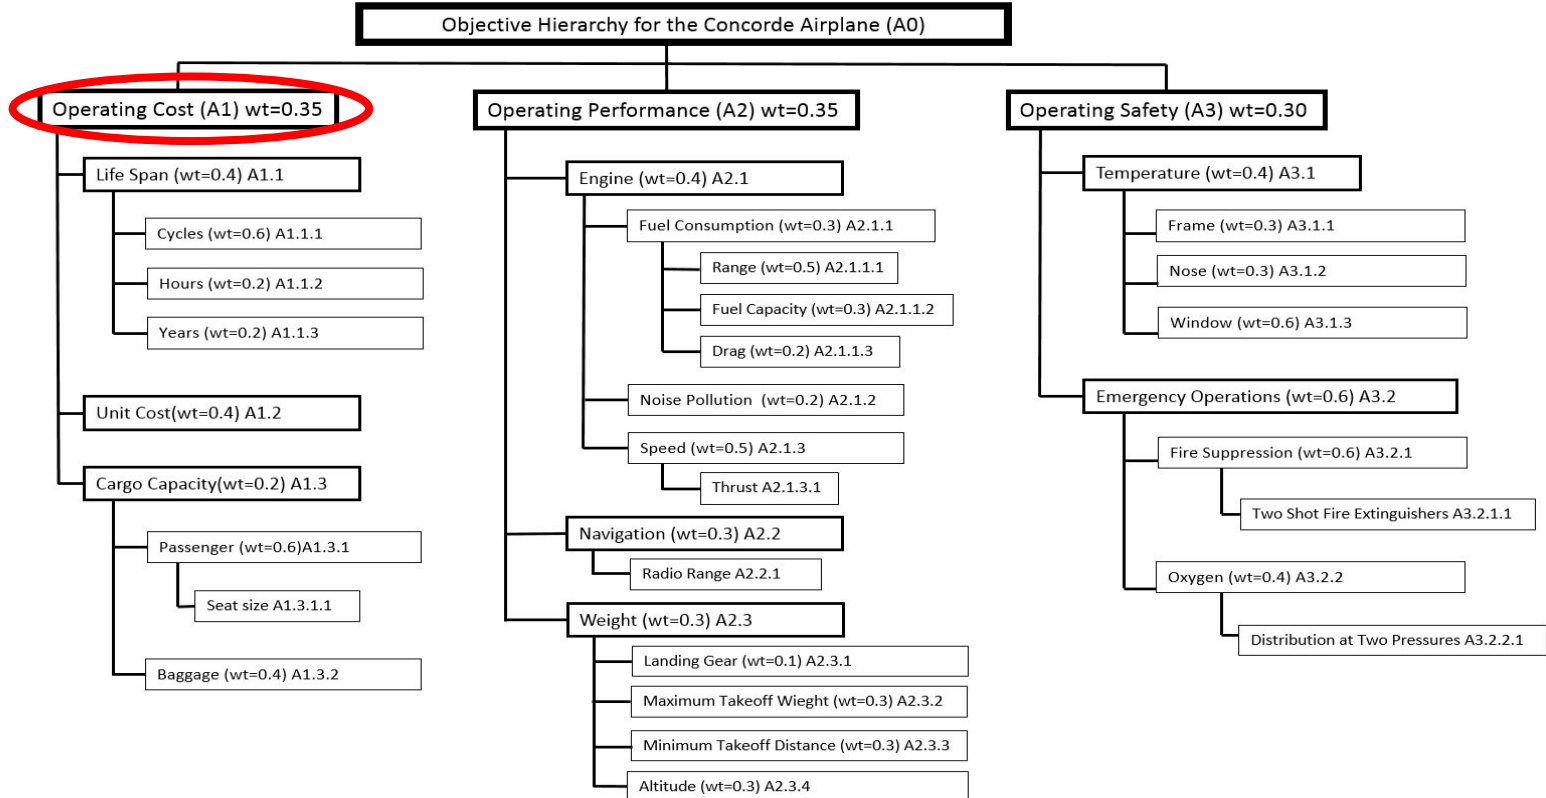 Objective Hierarchy for the Concorde Airplane (A0)
Operating Cost (A1) wt=0.35
Life Span (wt=0.4) A1.1
Cycles (wt=0.6) A1.1.1
Hours (wt=0.2) A1.1.2
Years (wt=0.2) A1.1.3
Unit Cost(wt=0.4) A1.2
Cargo Capacity(wt=0.2) A1.3
Passenger (wt=0.6)A1.3.1
Seat size A1.3.1.1
Baggage (wt=0.4) A1.3.2
Operating Performance (A2) wt=0.35
Engine (wt=0.4) A2.1
Fuel Consumption (wt=0.3) A2.1.1
Range (wt=0.5) A2.1.1.1
Fuel Capacity (wt=0.3) A2.1.1.2
Drag (wt=0.2) A2.1.1.3
Noise Pollution (wt=0.2) A2.1.2
Speed (wt=0.5) A2.1.3
Thrust A2.1.3.1
Navigation (wt=0.3) A2.2
Radio Range A2.2.1
Weight (wt=0.3) A2.3
Landing Gear (wt=0.1) A2.3.1
Maximum Takeoff Wieght (wt=0.3) A2.3.2
Minimum Takeoff Distance (wt=0.3) A2.3.3
Altitude (wt=0.3) A2.3.4
Operating Safety (A3) wt=0.30
Temperature (wt=0.4) A3.1
Frame (wt=0.3) A3.1.1
Nose (wt=0.3) A3.1.2
Window (wt=0.6) A3.1.3
Emergency Operations (wt=0.6) A3.2
Fire Suppression (wt=0.6) A3.2.1
Two Shot Fire Extinguishers A3.2.1.1
Oxygen (wt=0.4) A3.2.2
Distribution at Two Pressures A3.2.2.1